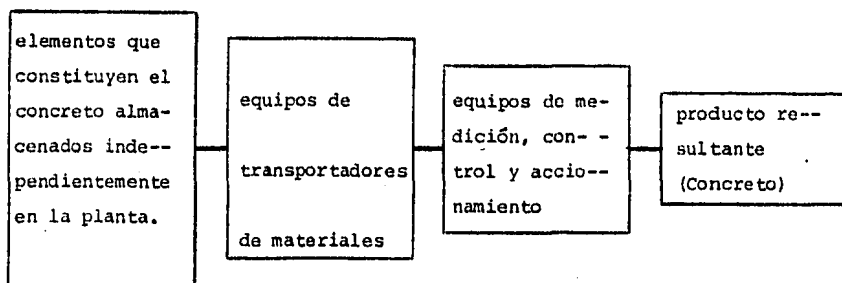 elementos que
constituyen el
concreto alma-
cenados inde--
pendientemente
en la planta.
equipos de
transportadores
de materiales
equipos de me-
dición, con- -
trol y accio--
namiento
producto re--
sultante
(Concreto)